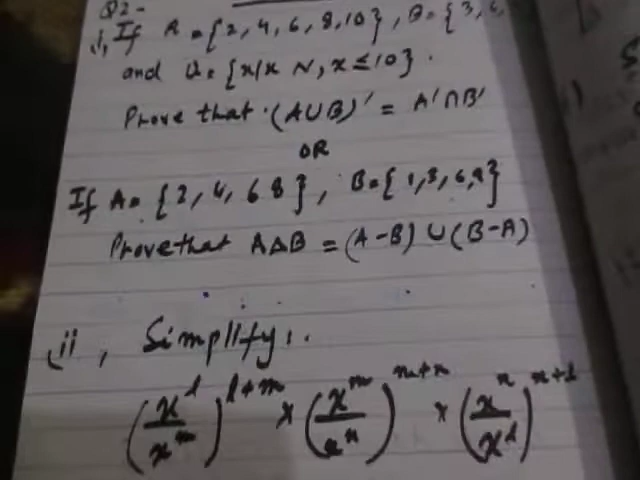 Q2-
i, If A = {2, 4, 6, 8, 10}, B = {3, 6,
and U = {x/x N, x ≤ 10}.
Prove that (A∪B)' = A'∩B'
OR
If A = {2, 4, 6 8}, B = {1, 3, 6, 9}
Prove that A∆B = (A-B) ∪ (B-A)
ii, Simplify:.
(x^l/x^m)^l+m × (x^m/x^n)^m+n × (x^n/x^l)^n+l